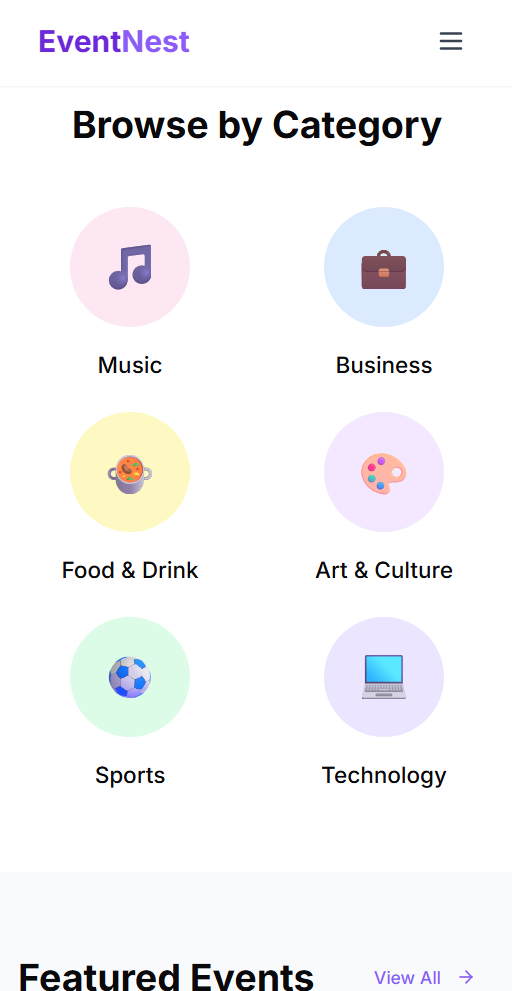 EventNest
Browse by Category
Music
Business
Food & Drink
Art & Culture
Sports
Technology
Featured Events
View All